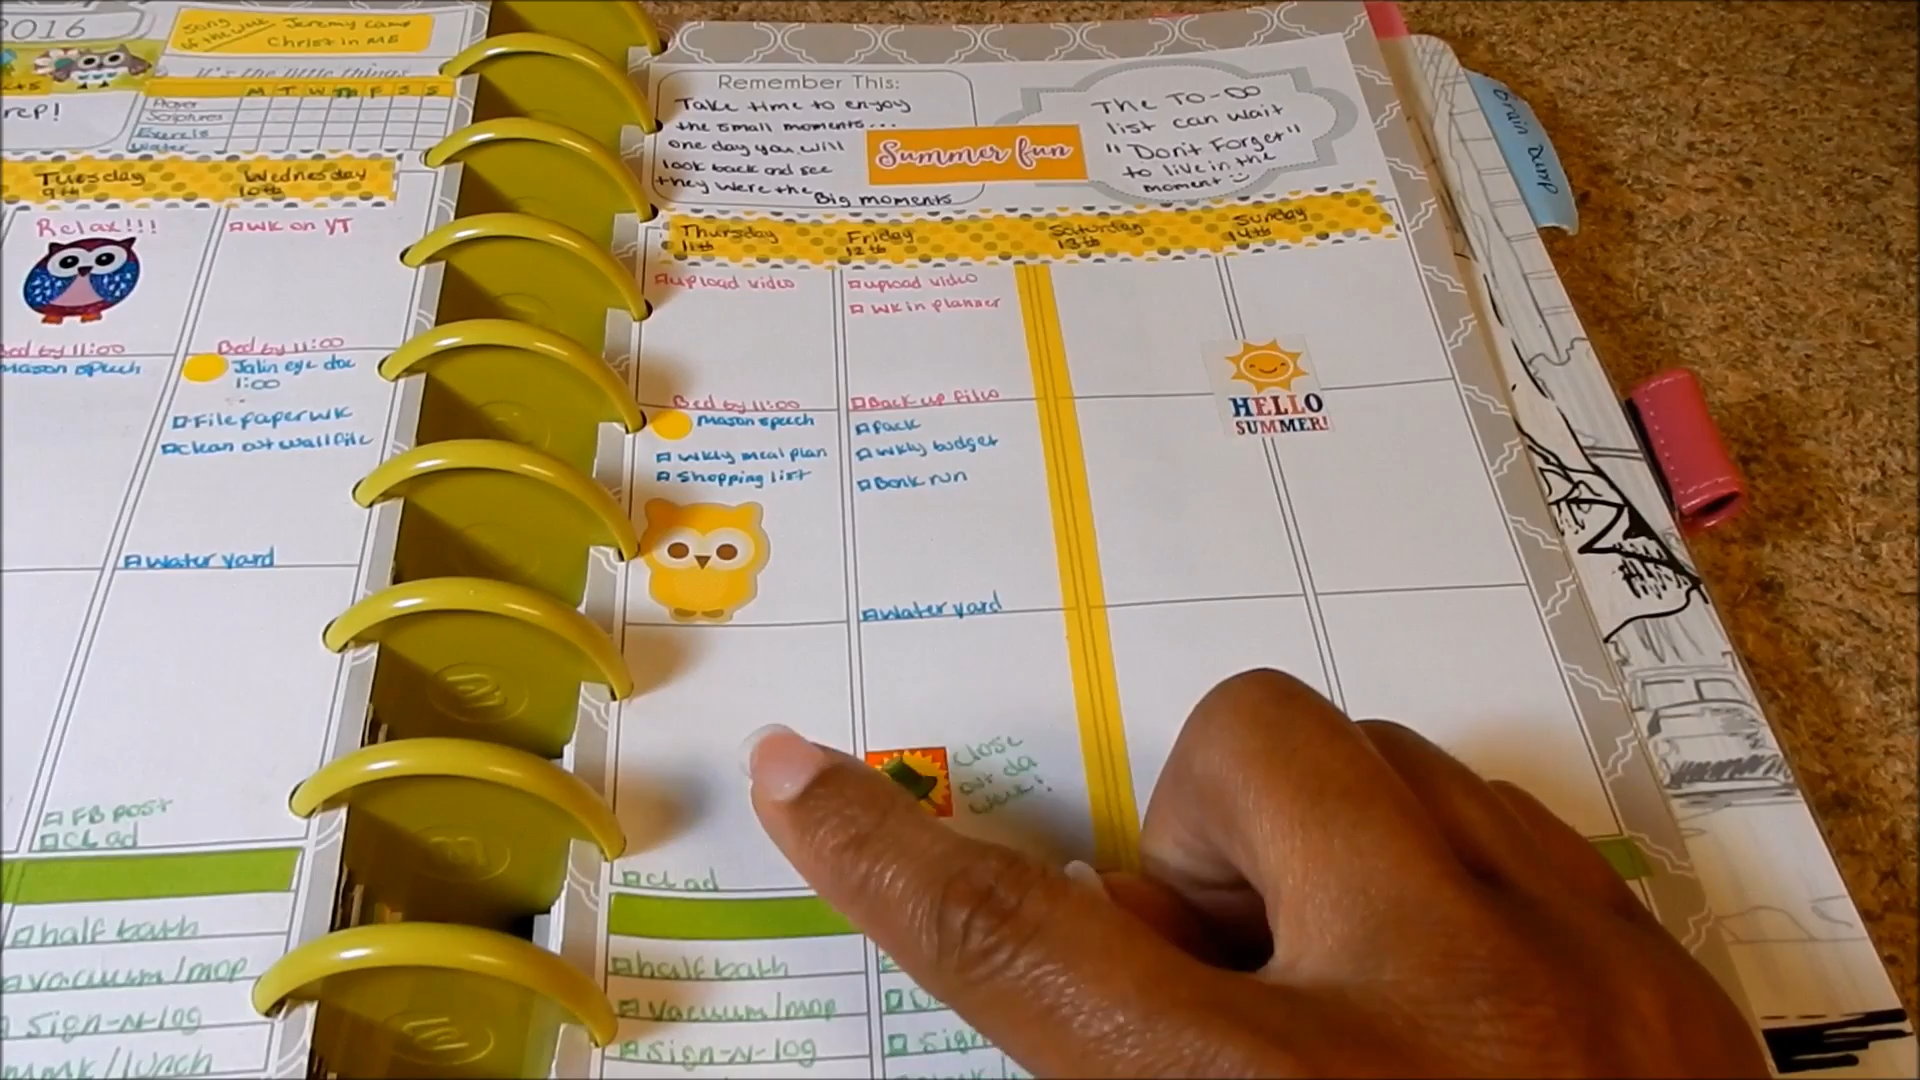 2016
Song of the week
Jeremy Camp
Christ in ME
it's the little things
M T W TH F S S
Prayer
Scriptures
Exercise
Water
rep!
Tuesday
9th
Wednesday
10th
Relax!!!
WK on YT
Bed by 11:00
Bed by 11:00
Mason speech
Jalin eye doc
1:00
File paper wk
Clean out wall file
Water yard
FB post
CL ad
half bath
vacuum/mop
Sign-N-log
/lunch
Remember This:
Take time to enjoy
the small moments...
one day you will
look back and see
they were the Big moments
Summer fun
The TO-DO
list can wait
"Don't Forget"
to live in the
moment
Thursday
11th
Friday
12th
Saturday
13th
Sunday
14th
upload video
Bed by 11:00
Mason speech
Wkly meal plan
Shopping list
CL ad
half bath
vacuum/mop
Sign-N-log
upload video
WK in planner
Back up files
Pack
Wkly budget
Bank run
Water yard
Close
out da
week!
Sign
HELLO
SUMMER!
Brain Dump